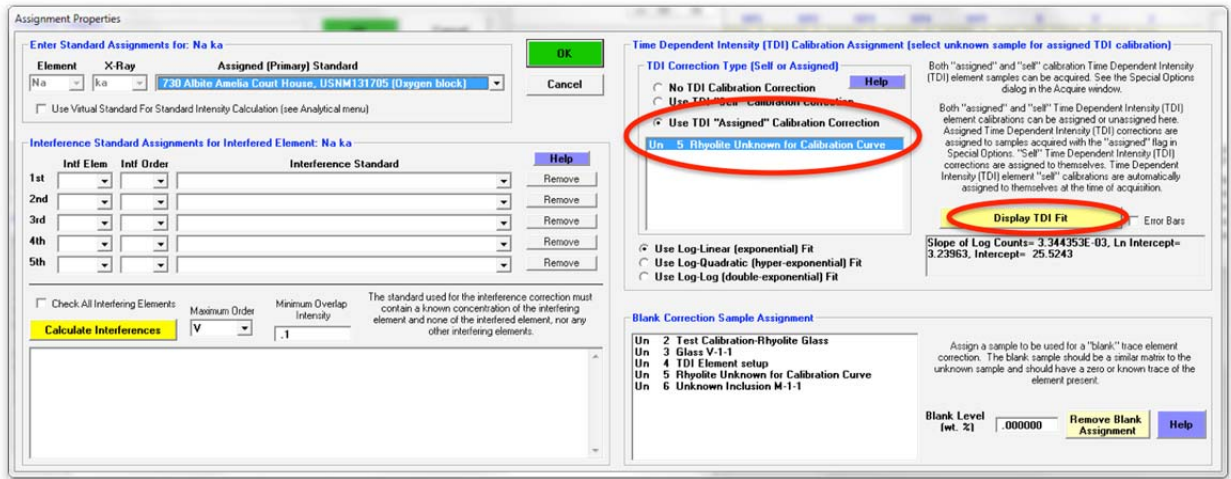 Assignment Properties
Enter Standard Assignments for: Na ka
Element X-Ray Assigned (Primary) Standard
Na ka 730 Albite Amelia Court House, USNM131705 (Oxygen block)
Use Virtual Standard For Standard Intensity Calculation (see Analytical menu)
OK
Cancel
Interference Standard Assignments for Interfered Element: Na ka
Intf Elem Intf Order Interference Standard Help
1st Remove
2nd Remove
3rd Remove
4th Remove
5th Remove
Check All Interfering Elements
Calculate Interferences
Maximum Order
V
Minimum Overlap
Intensity
.1
The standard used for the interference correction must
contain a known concentration of the interfering
element and none of the interfered element, nor any
other interfering elements.
Time Dependent Intensity (TDI) Calibration Assignment (select unknown sample for assigned TDI calibration)
TDI Correction Type (Self or Assigned)
No TDI Calibration Correction
Help
Use TDI "Self" Calibration Correction
Use TDI "Assigned" Calibration Correction
Un 5 Rhyolite Unknown for Calibration Curve
Use Log-Linear (exponential) Fit
Use Log-Quadratic (hyper-exponential) Fit
Use Log-Log (double-exponential) Fit
Both "assigned" and "self" calibration Time Dependent Intensity
(TDI) element samples can be acquired. See the Special Options
dialog in the Acquire window.
Both "assigned" and "self" Time Dependent Intensity (TDI)
element calibrations can be assigned or unassigned here.
Assigned Time Dependent Intensity (TDI) corrections are
assigned to samples acquired with the "assigned" flag in
Special Options. "Self" Time Dependent Intensity (TDI)
corrections are assigned to themselves. Time Dependent
Intensity (TDI) element "self" calibrations are automatically
assigned to themselves at the time of acquisition.
Display TDI Fit
Error Bars
Slope of Log Counts= 3.344353E-03, Ln Intercept=
3.23963, Intercept= 25.5243
Blank Correction Sample Assignment
Un 2 Test Calibration-Rhyolite Glass
Un 3 Glass V-1-1
Un 4 TDI Element setup
Un 5 Rhyolite Unknown for Calibration Curve
Un 6 Unknown Inclusion M-1-1
Assign a sample to be used for a "blank" trace element
correction. The blank sample should be a similar matrix to the
unknown sample and should have a zero or known trace of the
element present.
Blank Level
(wt. %)
.000000
Remove Blank
Assignment
Help